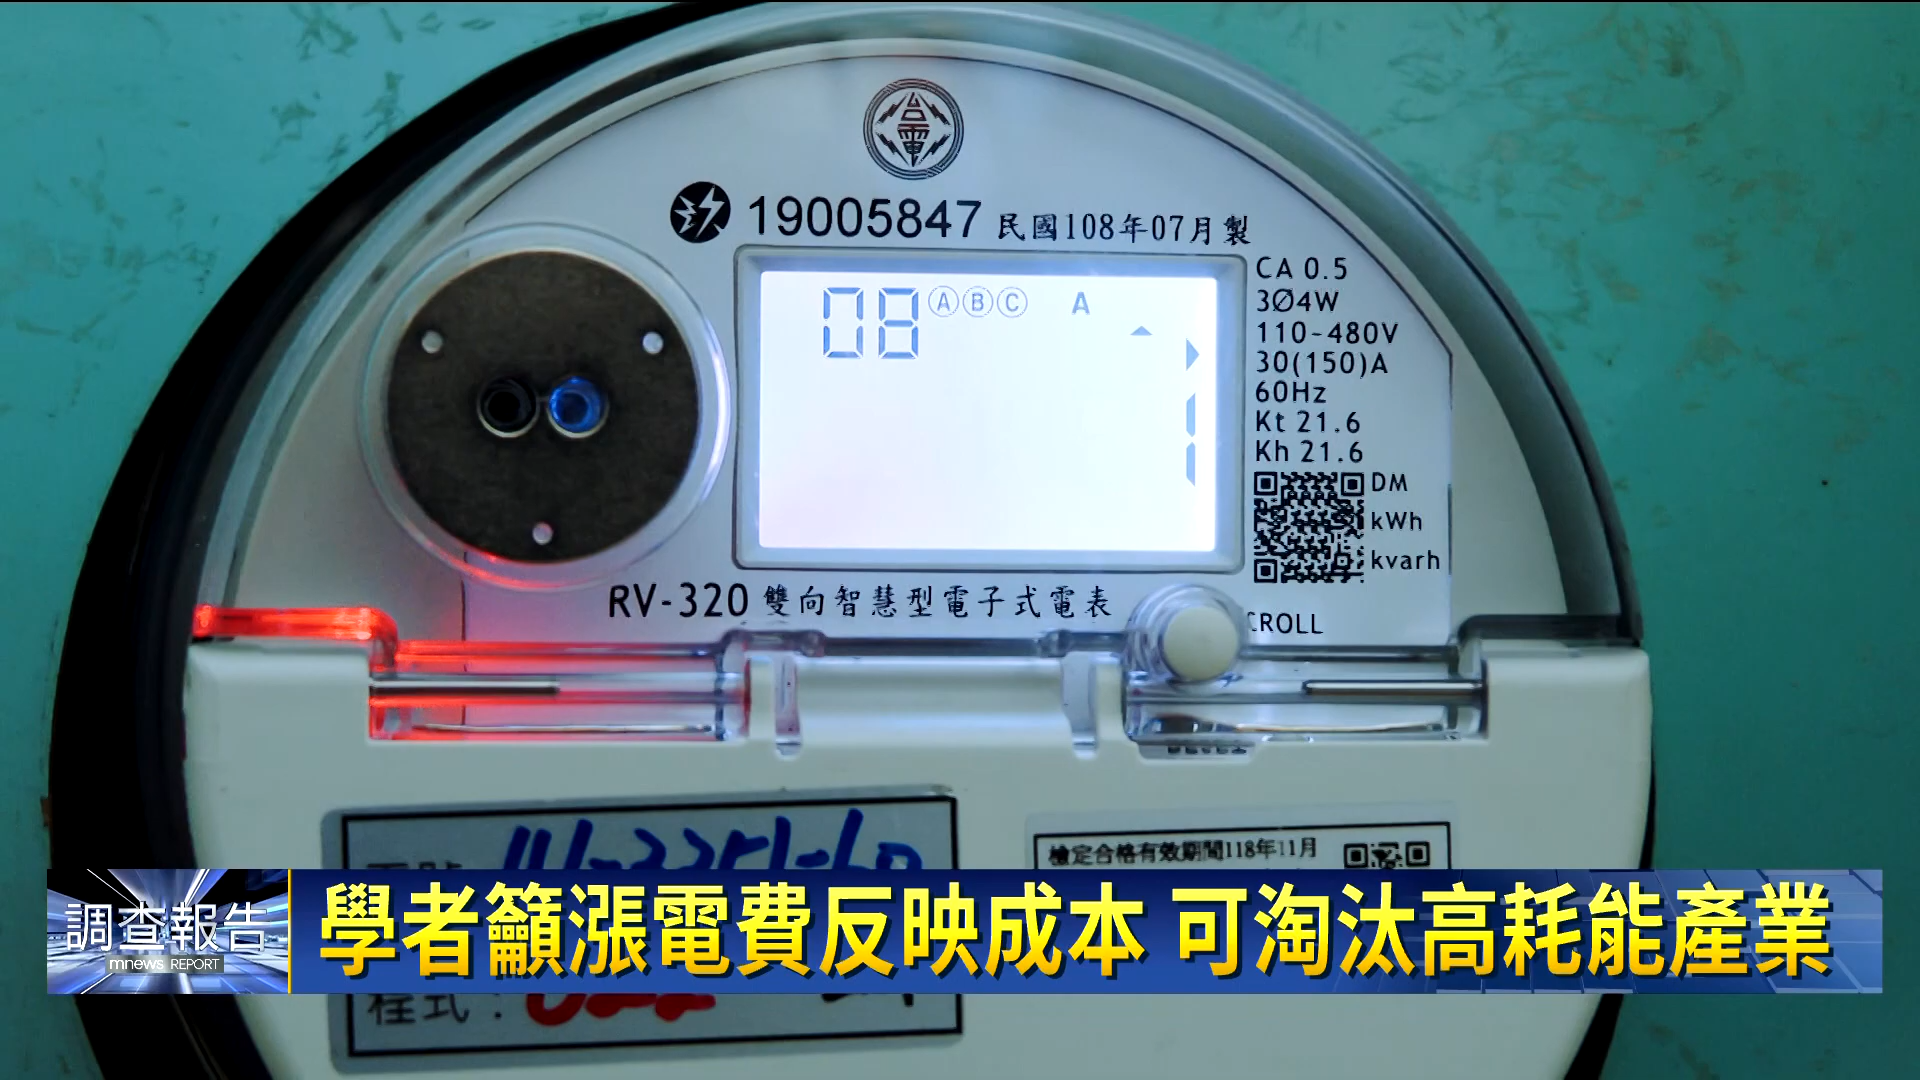 台電
19005847 民國108年07月製
08 A B C A
CA 0.5
3Ø4W
110-480V
30(150)A
60Hz
Kt 21.6
Kh 21.6
DM
kWh
kvarh
RV-320 雙向智慧型電子式電表
CROLL
檢定合格有效期間118年11月
調查報告
mnews REPORT
學者籲漲電費反映成本 可淘汰高耗能產業
程式: